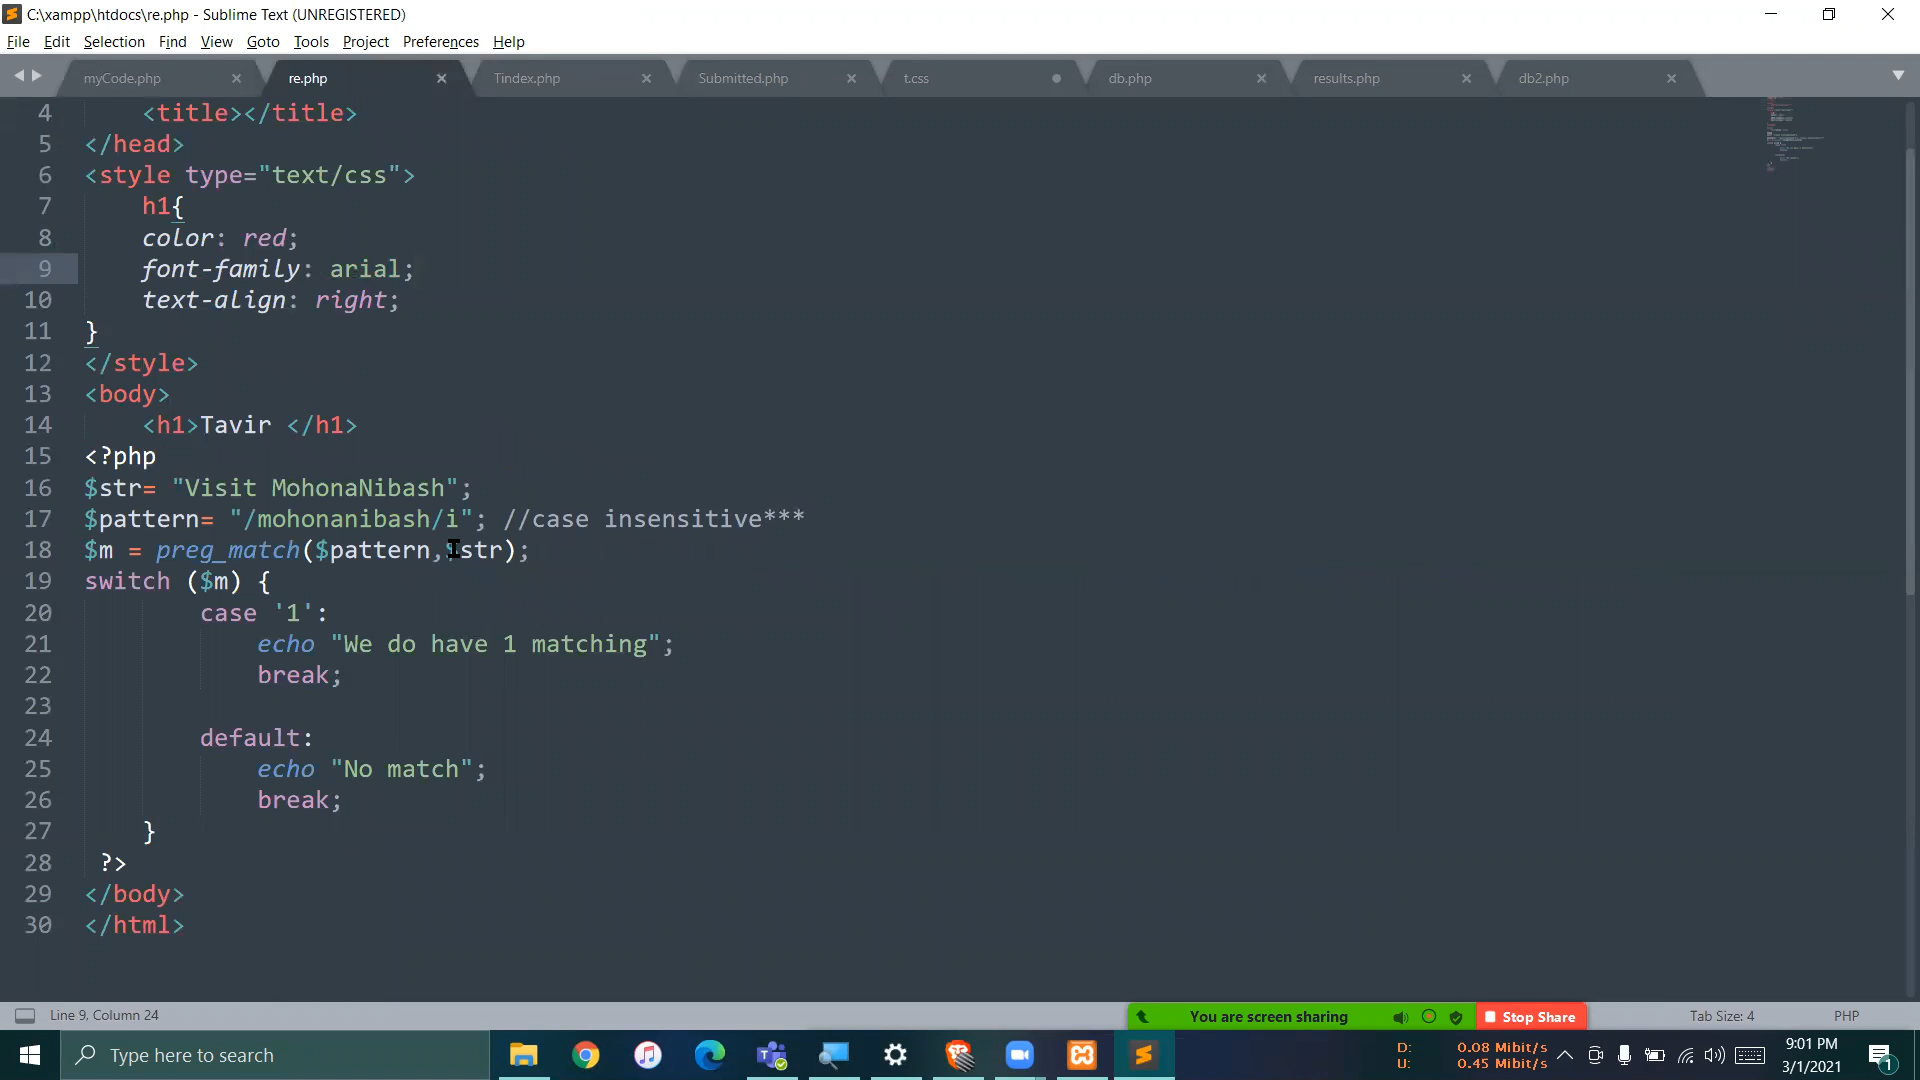 C:\xampp\htdocs\re.php - Sublime Text (UNREGISTERED)
File Edit Selection Find View Goto Tools Project Preferences Help
myCode.php re.php Tindex.php Submitted.php t.css db.php results.php db2.php
4 <title></title>
5 </head>
6 <style type="text/css">
7 h1{
8 color: red;
9 font-family: arial;
10 text-align: right;
11 }
12 </style>
13 <body>
14 <h1>Tavir </h1>
15 <?php
16 $str= "Visit MohonaNibash";
17 $pattern= "/mohonanibash/i"; //case insensitive***
18 $m = preg_match($pattern,$str);
19 switch ($m) {
20 case '1':
21 echo "We do have 1 matching";
22 break;
23
24 default:
25 echo "No match";
26 break;
27 }
28 ?>
29 </body>
30 </html>
Line 9, Column 24 You are screen sharing Stop Share Tab Size: 4 PHP
Type here to search
D: 0.08 Mibit/s
U: 0.45 Mibit/s
9:01 PM
3/1/2021
1